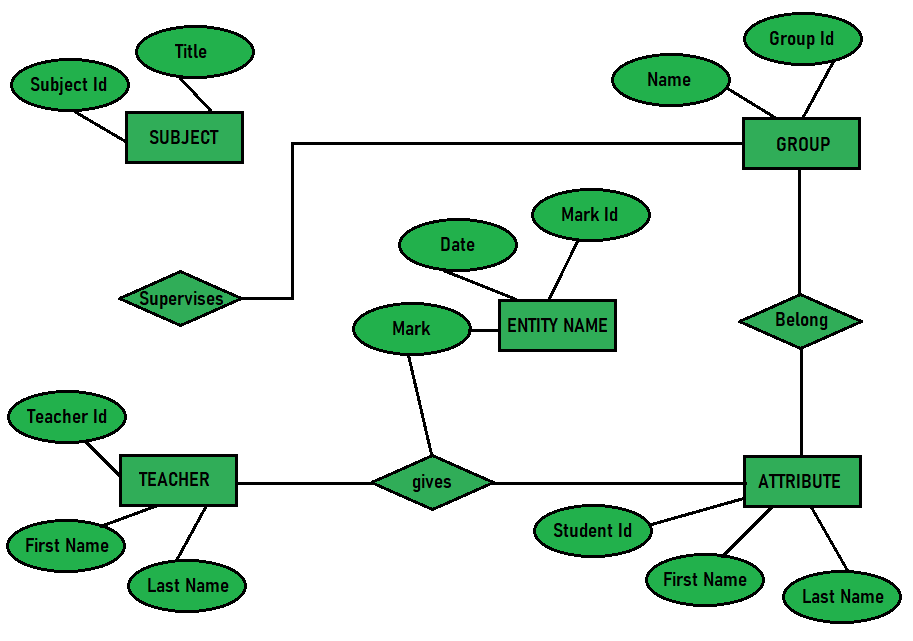 Title
Subject Id
SUBJECT
Group Id
Name
GROUP
Mark Id
Date
Supervises
Mark
ENTITY NAME
Belong
Teacher Id
TEACHER
gives
ATTRIBUTE
First Name
Last Name
Student Id
First Name
Last Name